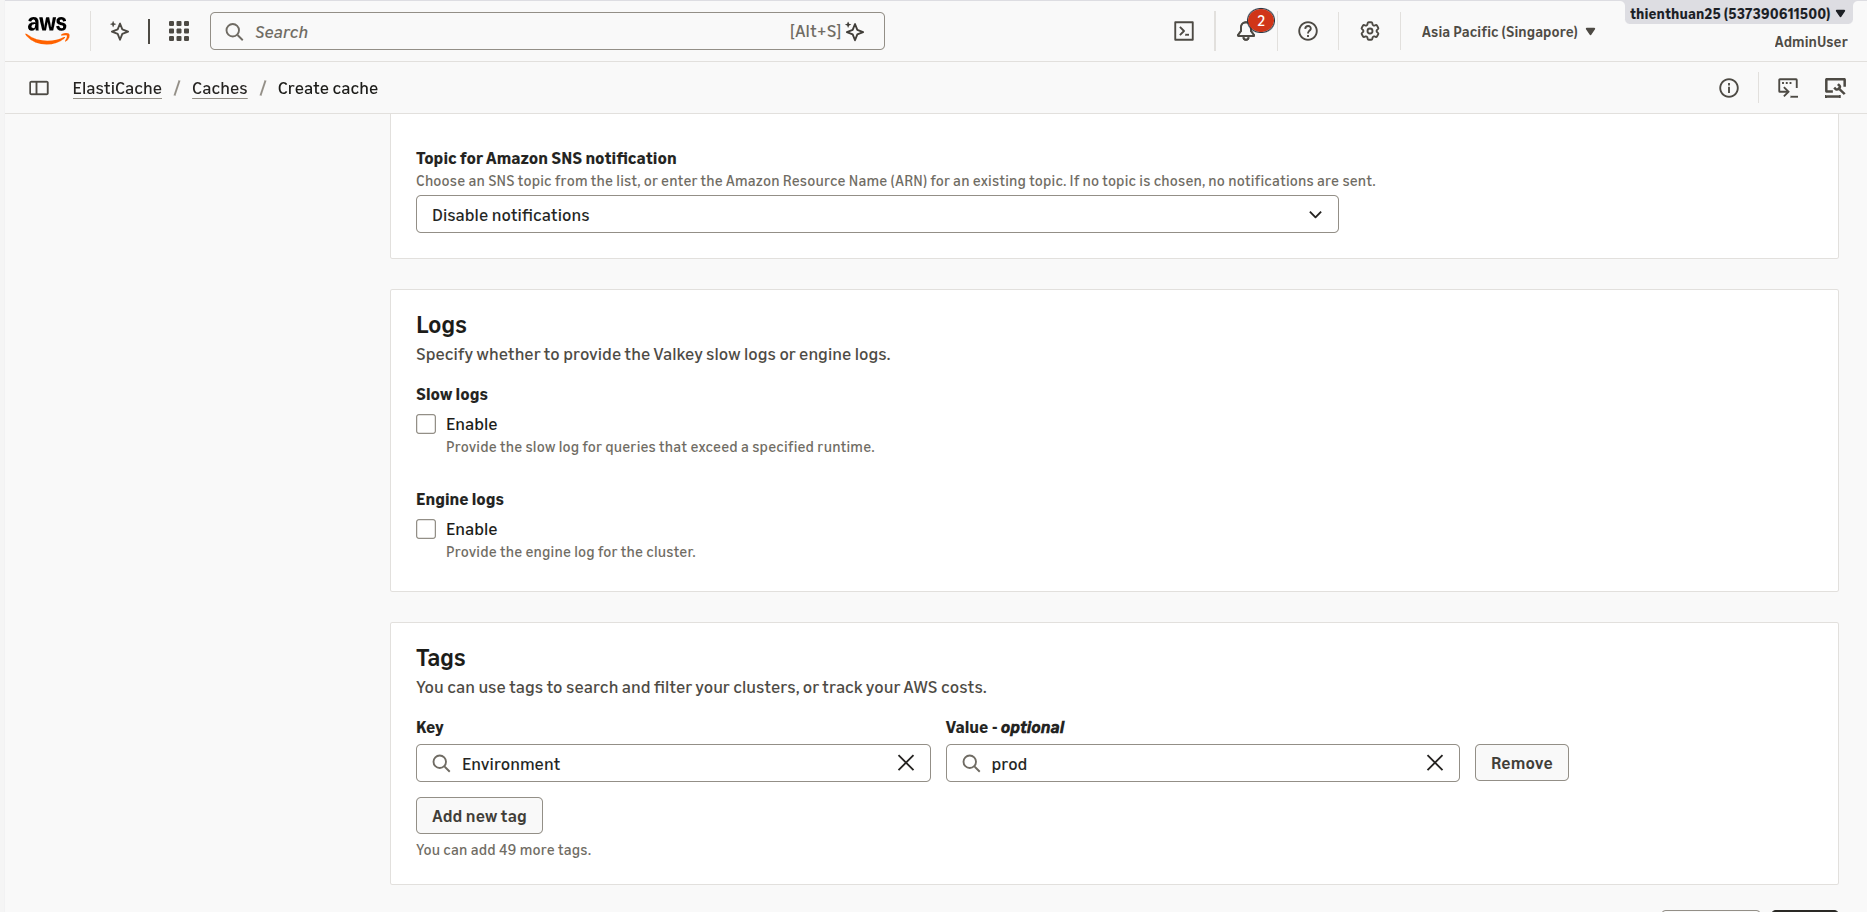 aws
Search
[Alt+S]
2
Asia Pacific (Singapore)
thienthuan25 (537390611500)
AdminUser
ElastiCache / Caches / Create cache
Topic for Amazon SNS notification
Choose an SNS topic from the list, or enter the Amazon Resource Name (ARN) for an existing topic. If no topic is chosen, no notifications are sent.
Disable notifications
Logs
Specify whether to provide the Valkey slow logs or engine logs.
Slow logs
Enable
Provide the slow log for queries that exceed a specified runtime.
Engine logs
Enable
Provide the engine log for the cluster.
Tags
You can use tags to search and filter your clusters, or track your AWS costs.
Key
Value - optional
Environment
prod
Remove
Add new tag
You can add 49 more tags.